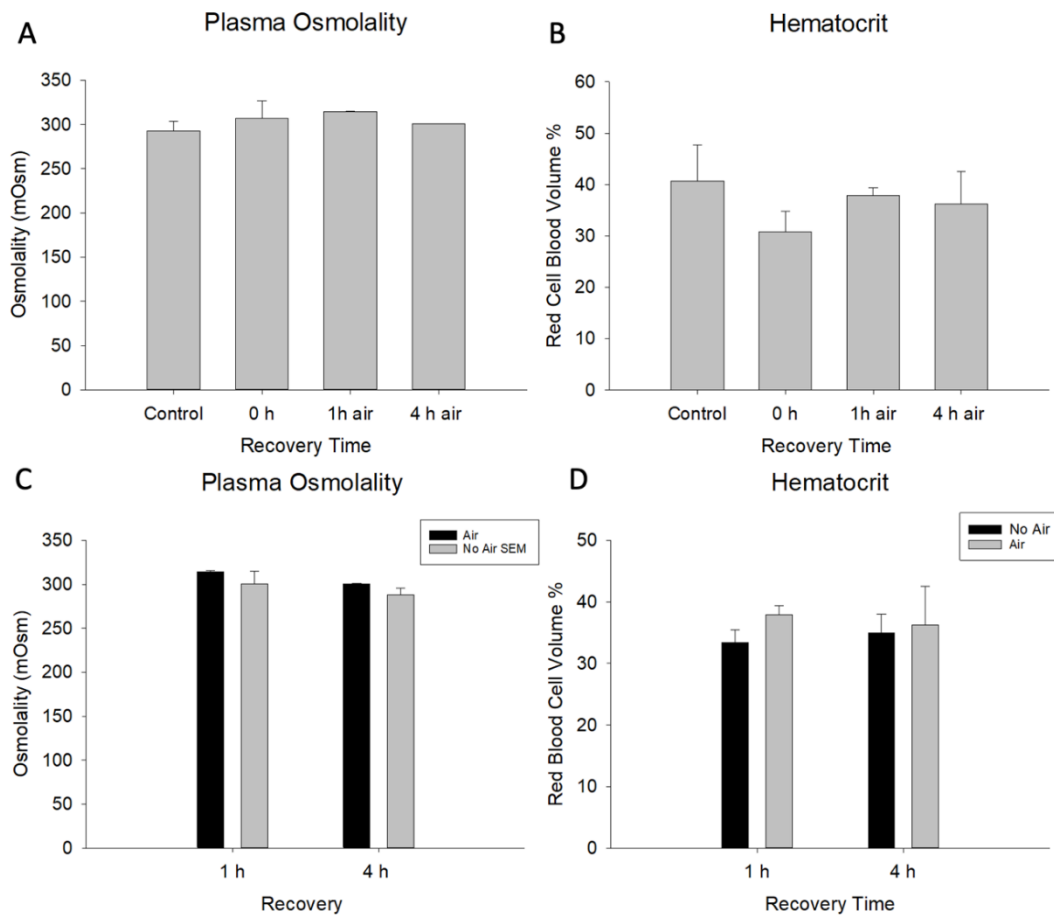 A
Plasma Osmolality
Osmolality (mOsm)
350
300
250
200
150
100
50
0
Control 0 h 1h air 4 h air
Recovery Time
B
Hematocrit
Red Cell Blood Volume %
60
50
40
30
20
10
0
Control 0 h 1h air 4 h air
Recovery Time
C
Plasma Osmolality
Air
No Air SEM
Osmolality (mOsm)
350
300
250
200
150
100
50
0
1 h 4 h
Recovery
D
Hematocrit
No Air
Air
Red Blood Cell Volume %
50
40
30
20
10
0
1 h 4 h
Recovery Time